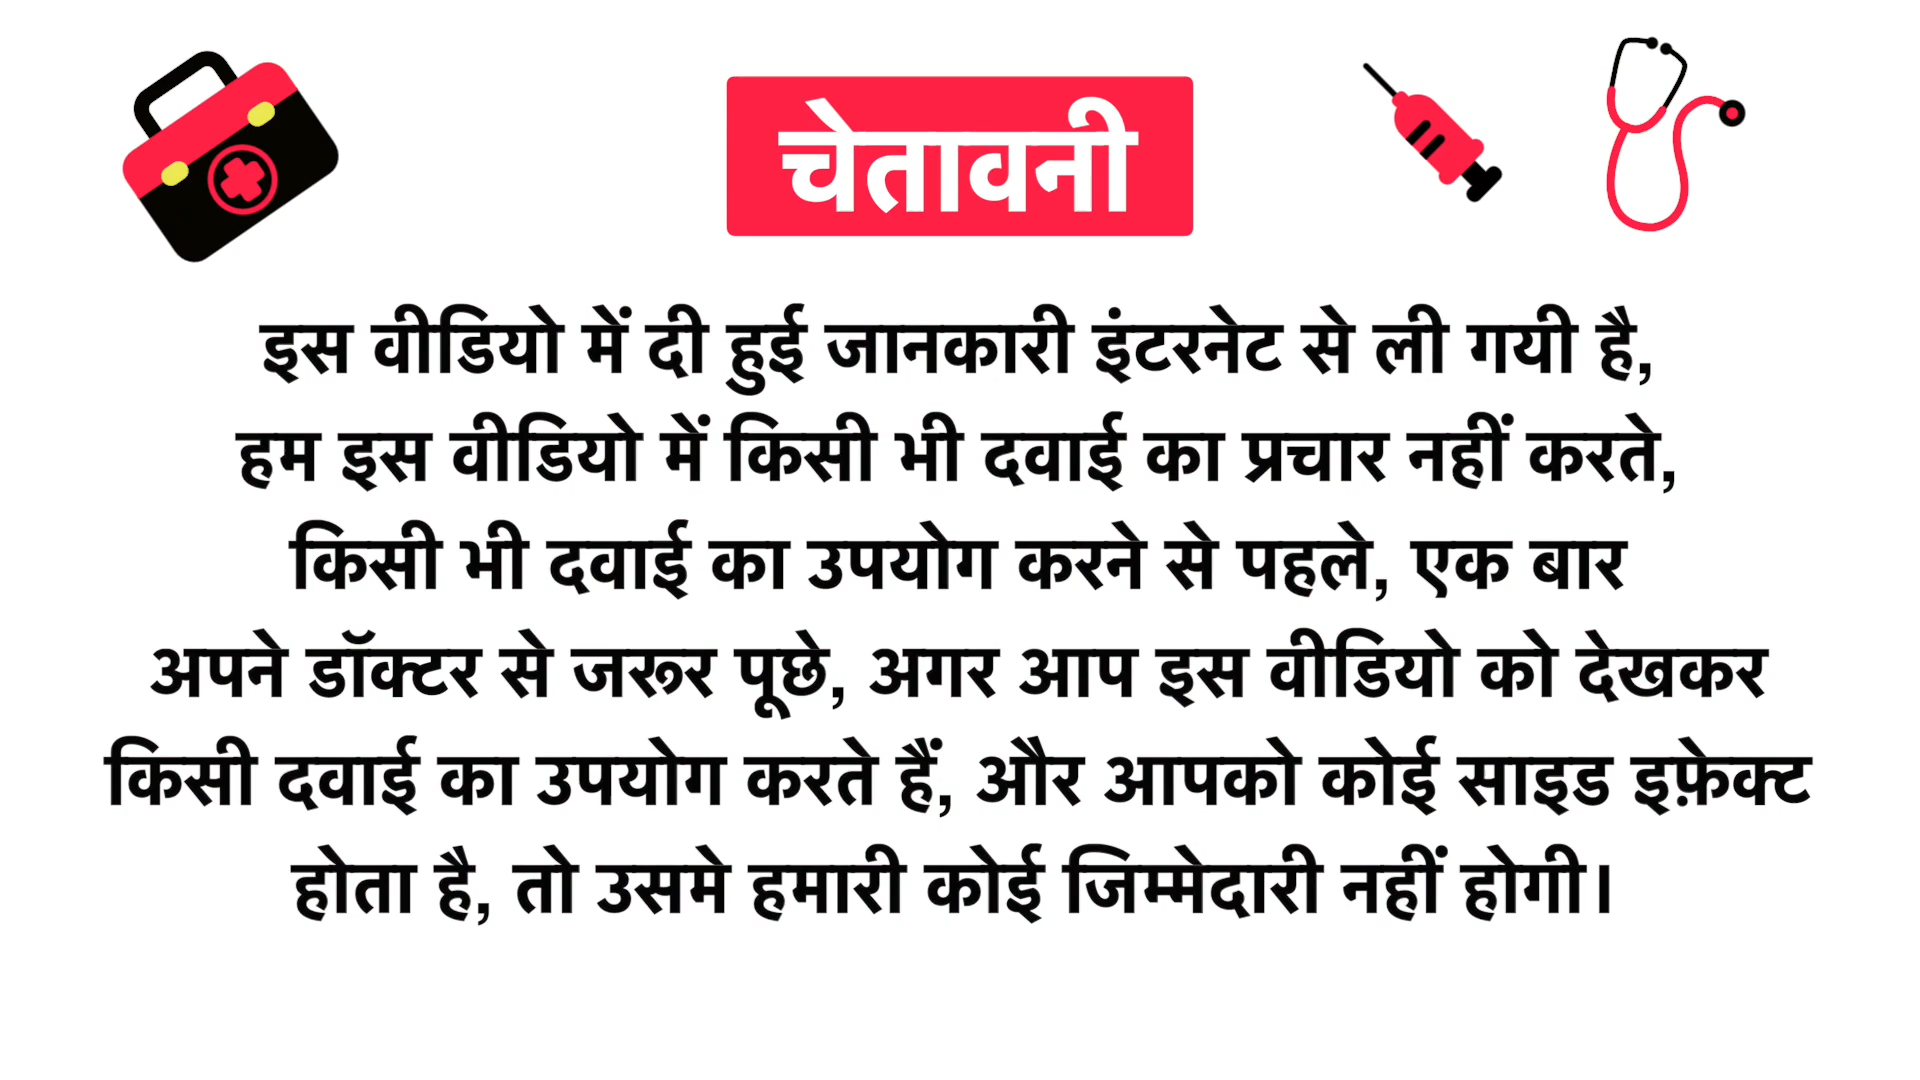 चेतावनी
इस वीडियो में दी हुई जानकारी इंटरनेट से ली गयी है,
हम इस वीडियो में किसी भी दवाई का प्रचार नहीं करते,
किसी भी दवाई का उपयोग करने से पहले, एक बार
अपने डॉक्टर से जरूर पूछे, अगर आप इस वीडियो को देखकर
किसी दवाई का उपयोग करते हैं, और आपको कोई साइड इफ़ेक्ट
होता है, तो उसमे हमारी कोई जिम्मेदारी नहीं होगी।